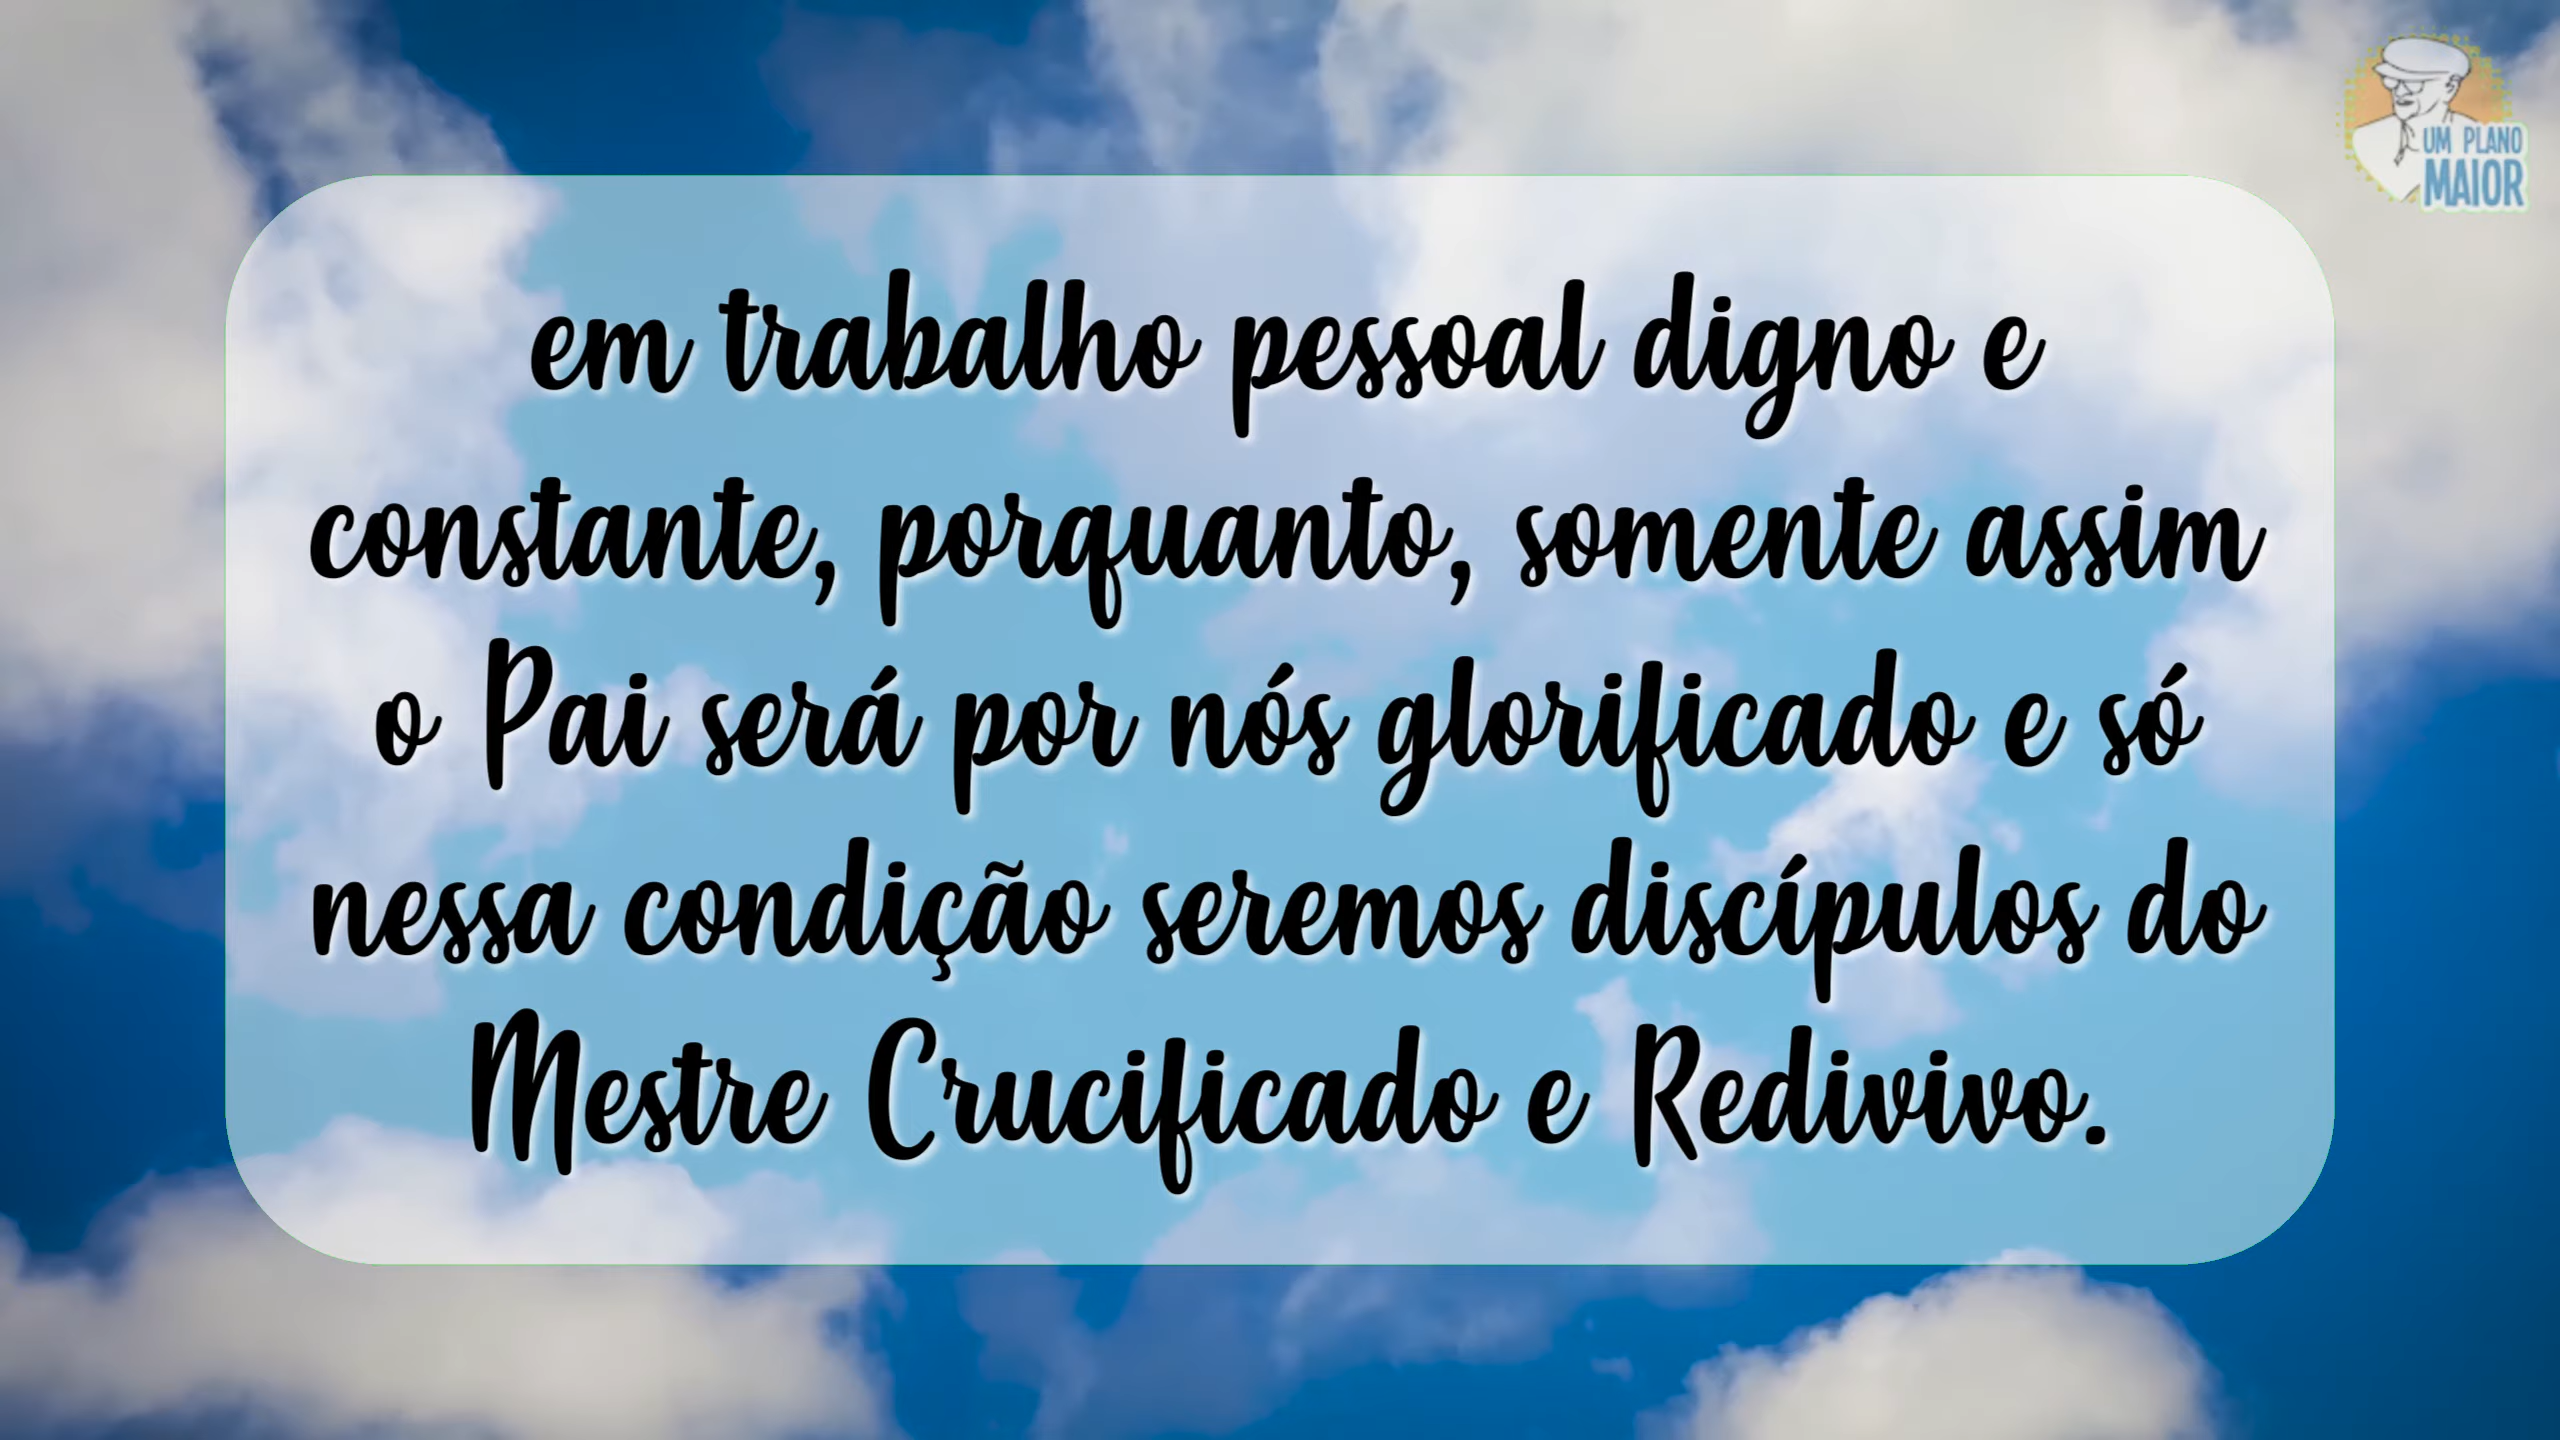 UM PLANO
MAIOR
em trabalho pessoal digno e
constante, porquanto, somente assim
o Pai será por nós glorificado e só
nessa condição seremos discípulos do
Mestre Crucificado e Redivivo.